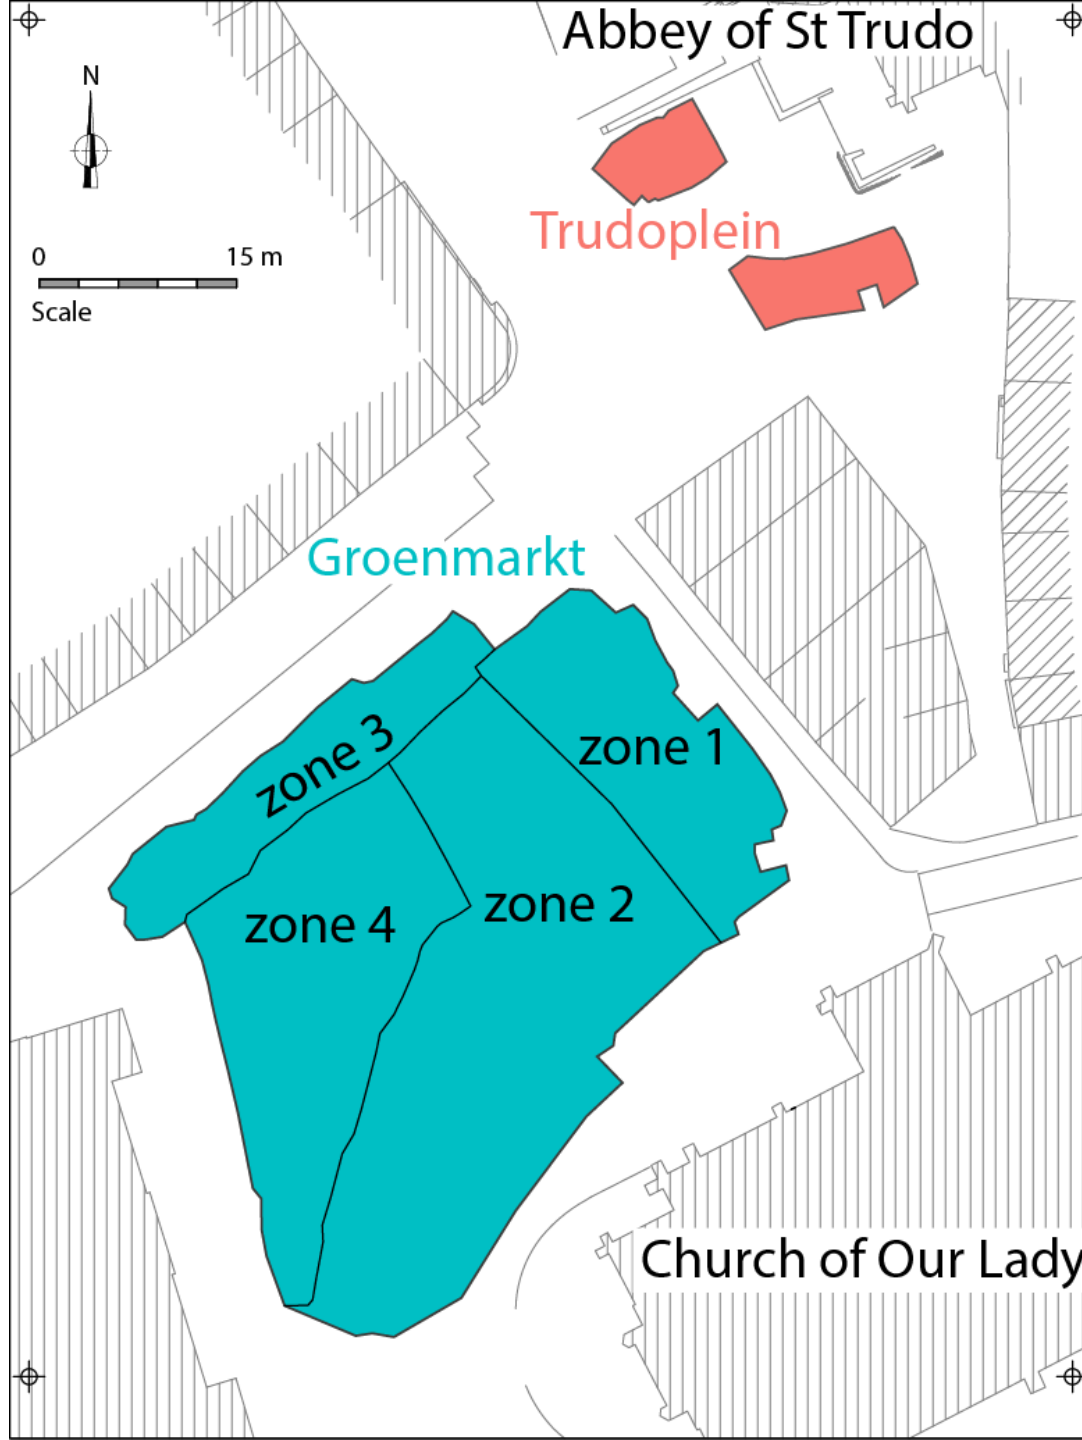 Abbey of St Trudo
N
Trudoplein
0 15 m
Scale
Groenmarkt
zone 3
zone 1
zone 2
zone 4
Church of Our Lady